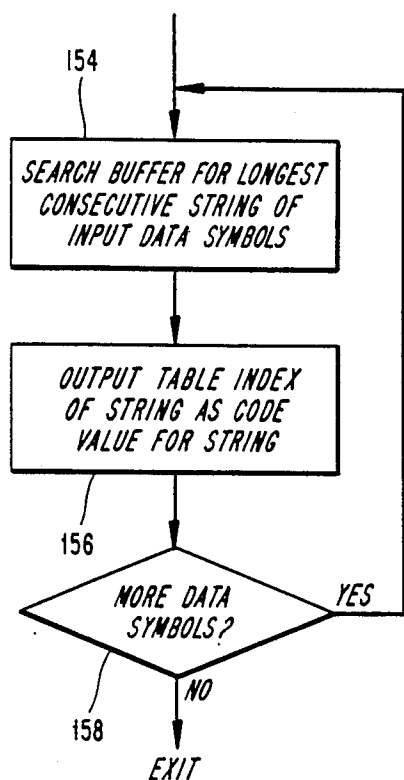 154
SEARCH BUFFER FOR LONGEST
CONSECUTIVE STRING OF
INPUT DATA SYMBOLS
OUTPUT TABLE INDEX
OF STRING AS CODE
VALUE FOR STRING
156
MORE DATA
SYMBOLS?
YES
158
NO
EXIT